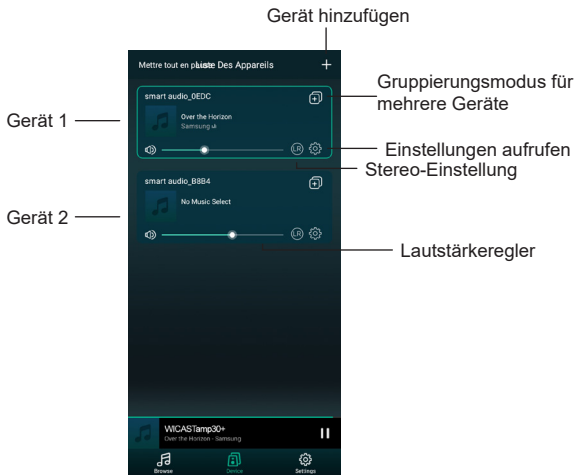 Gerät hinzufügen
Mettre tout en pause Liste Des Appareils
+
smart audio_0EDC
Gruppierungsmodus für
mehrere Geräte
Over the Horizon
Samsung
Gerät 1
LR
Einstellungen aufrufen
Stereo-Einstellung
smart audio_B8B4
No Music Select
Gerät 2
LR
Lautstärkeregler
WICASTamp30+
Over the Horizon - Samsung
Browse
Device
Settings